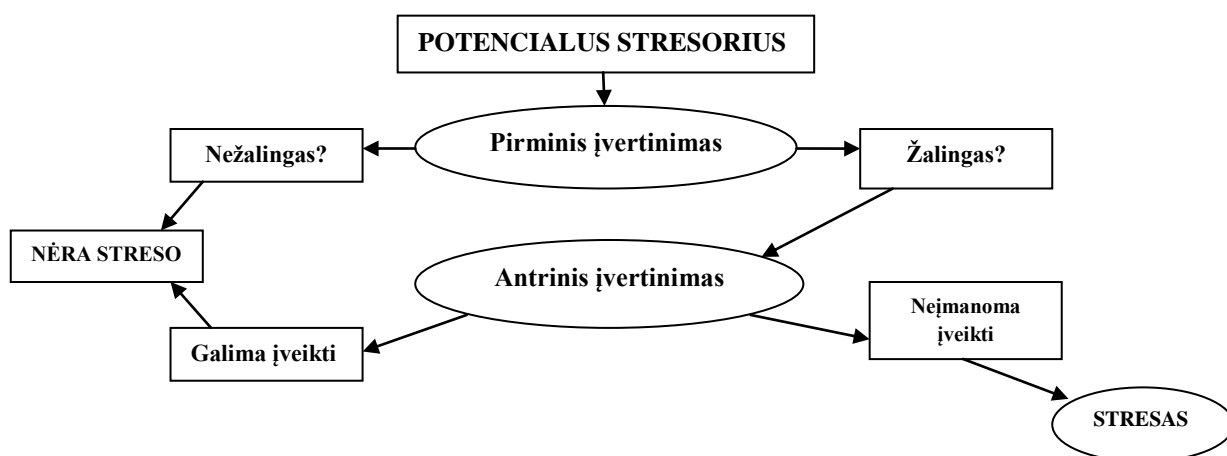 POTENCIALUS STRESORIUS
Pirminis įvertinimas
Nežalingas?
Žalingas?
NĖRA STRESO
Antrinis įvertinimas
Galima įveikti
Neįmanoma
įveikti
STRESAS